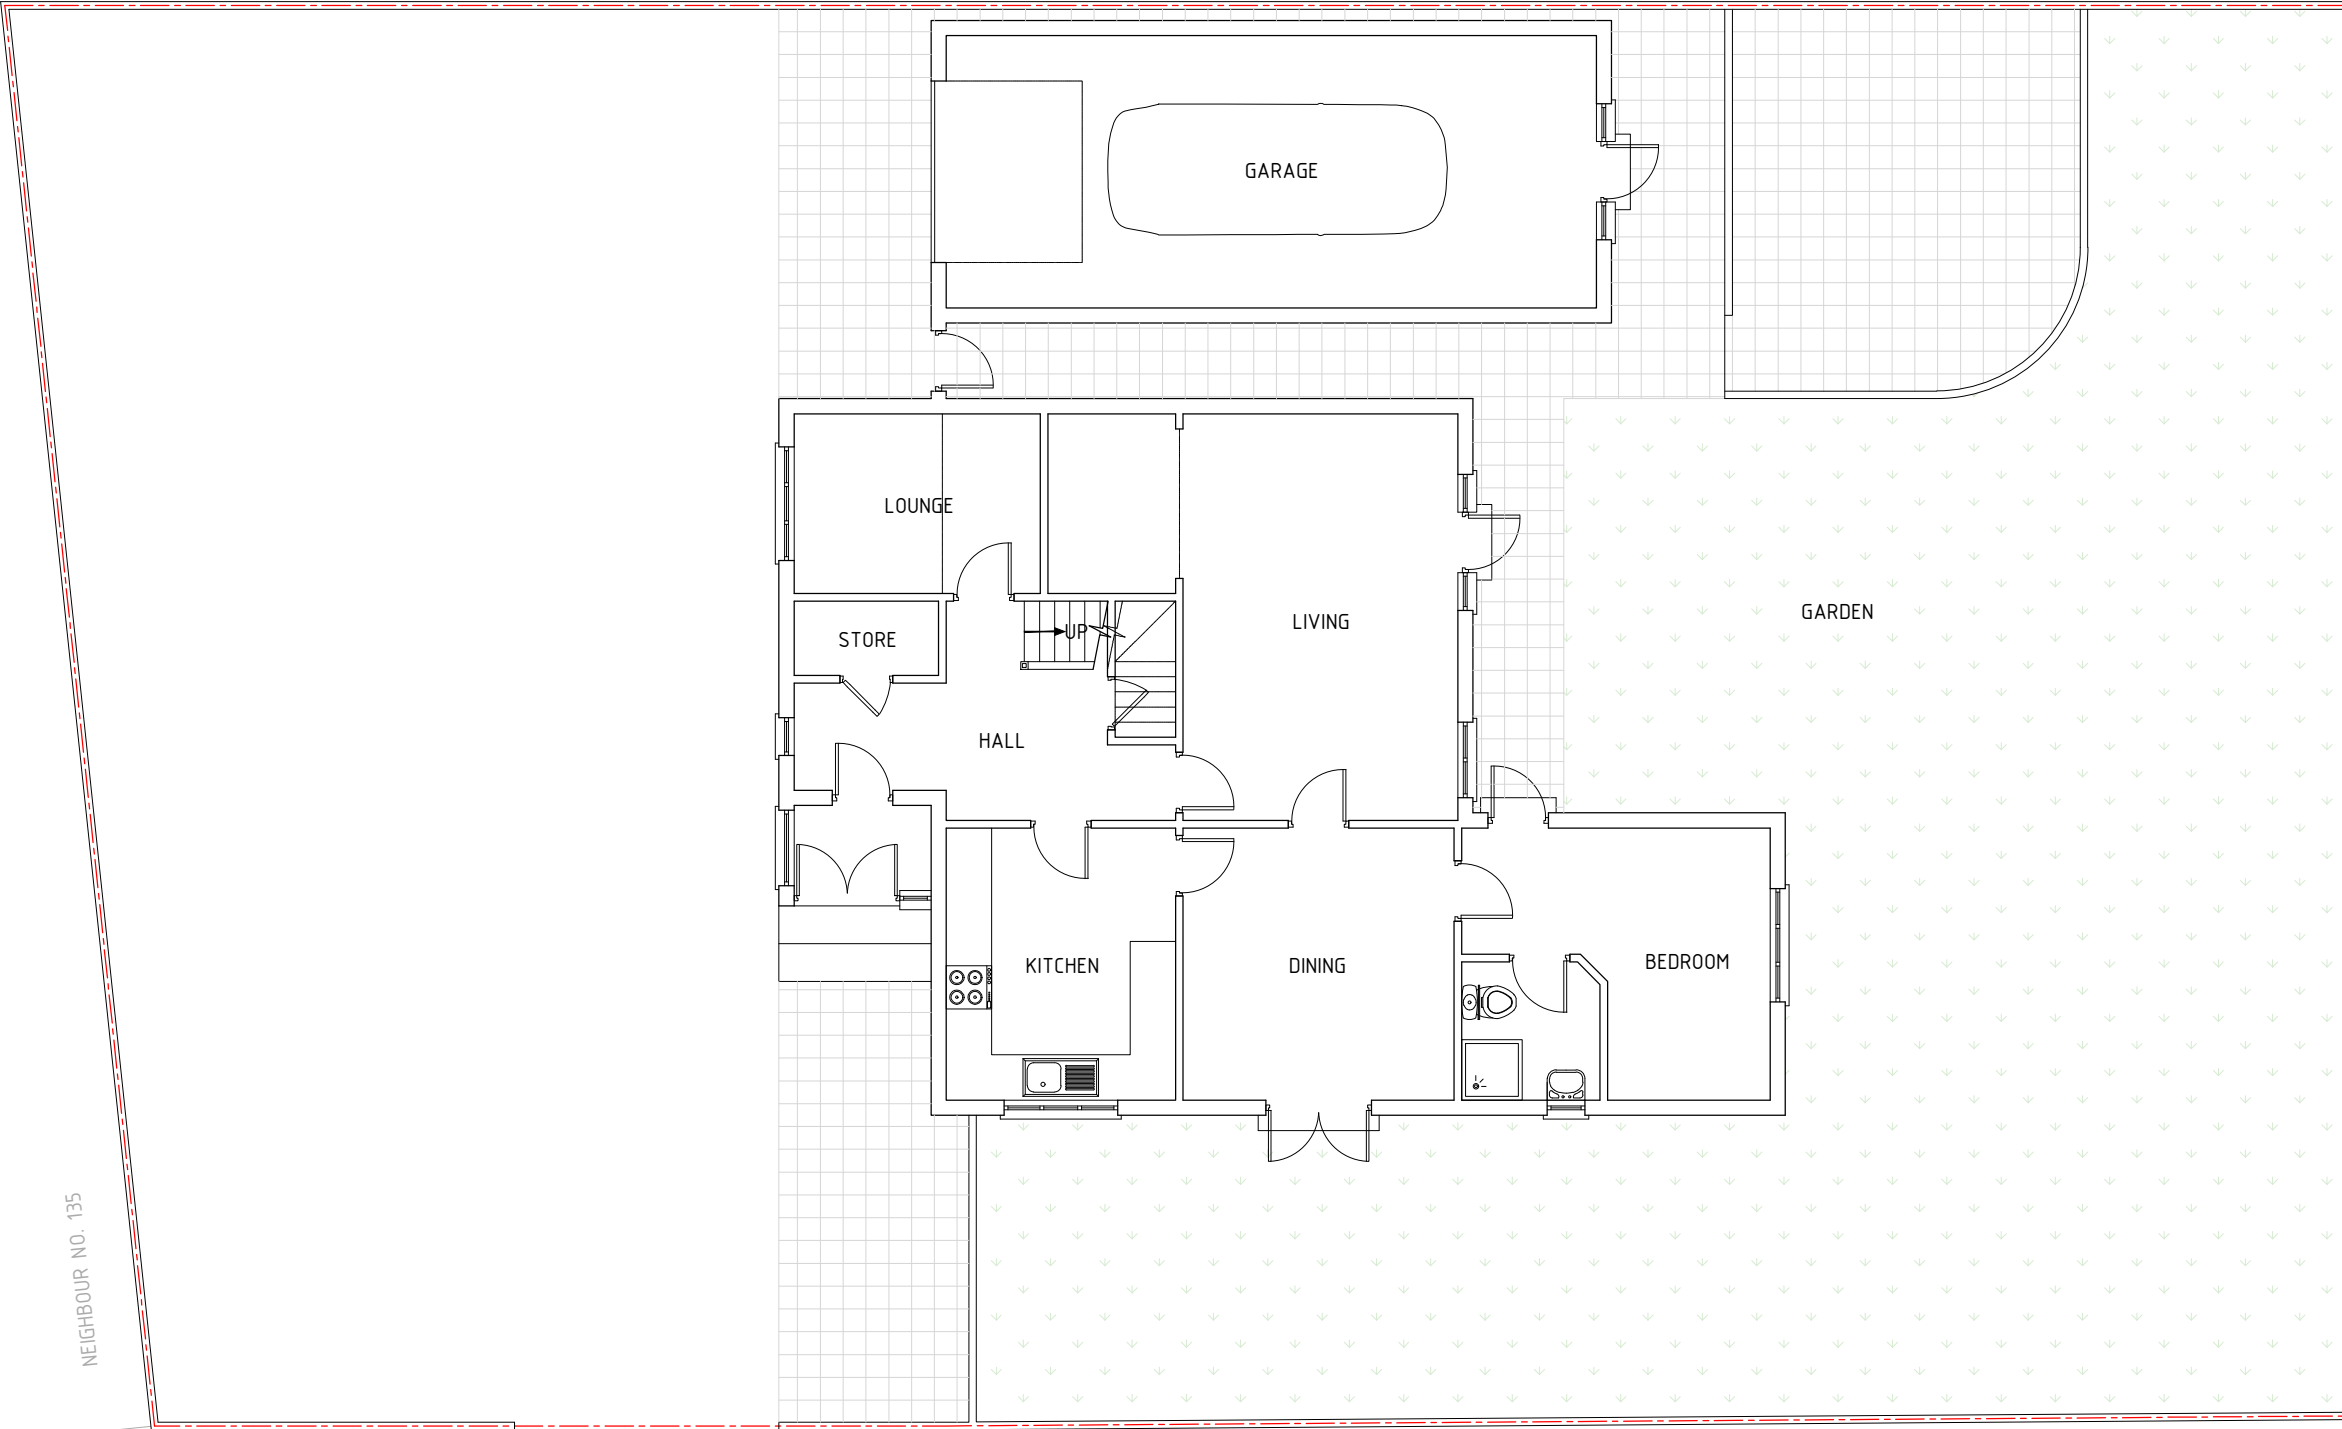 GARAGE
LOUNGE
GARDEN
LIVING
STORE
UP
HALL
KITCHEN
DINING
BEDROOM
NEIGHBOUR NO. 135